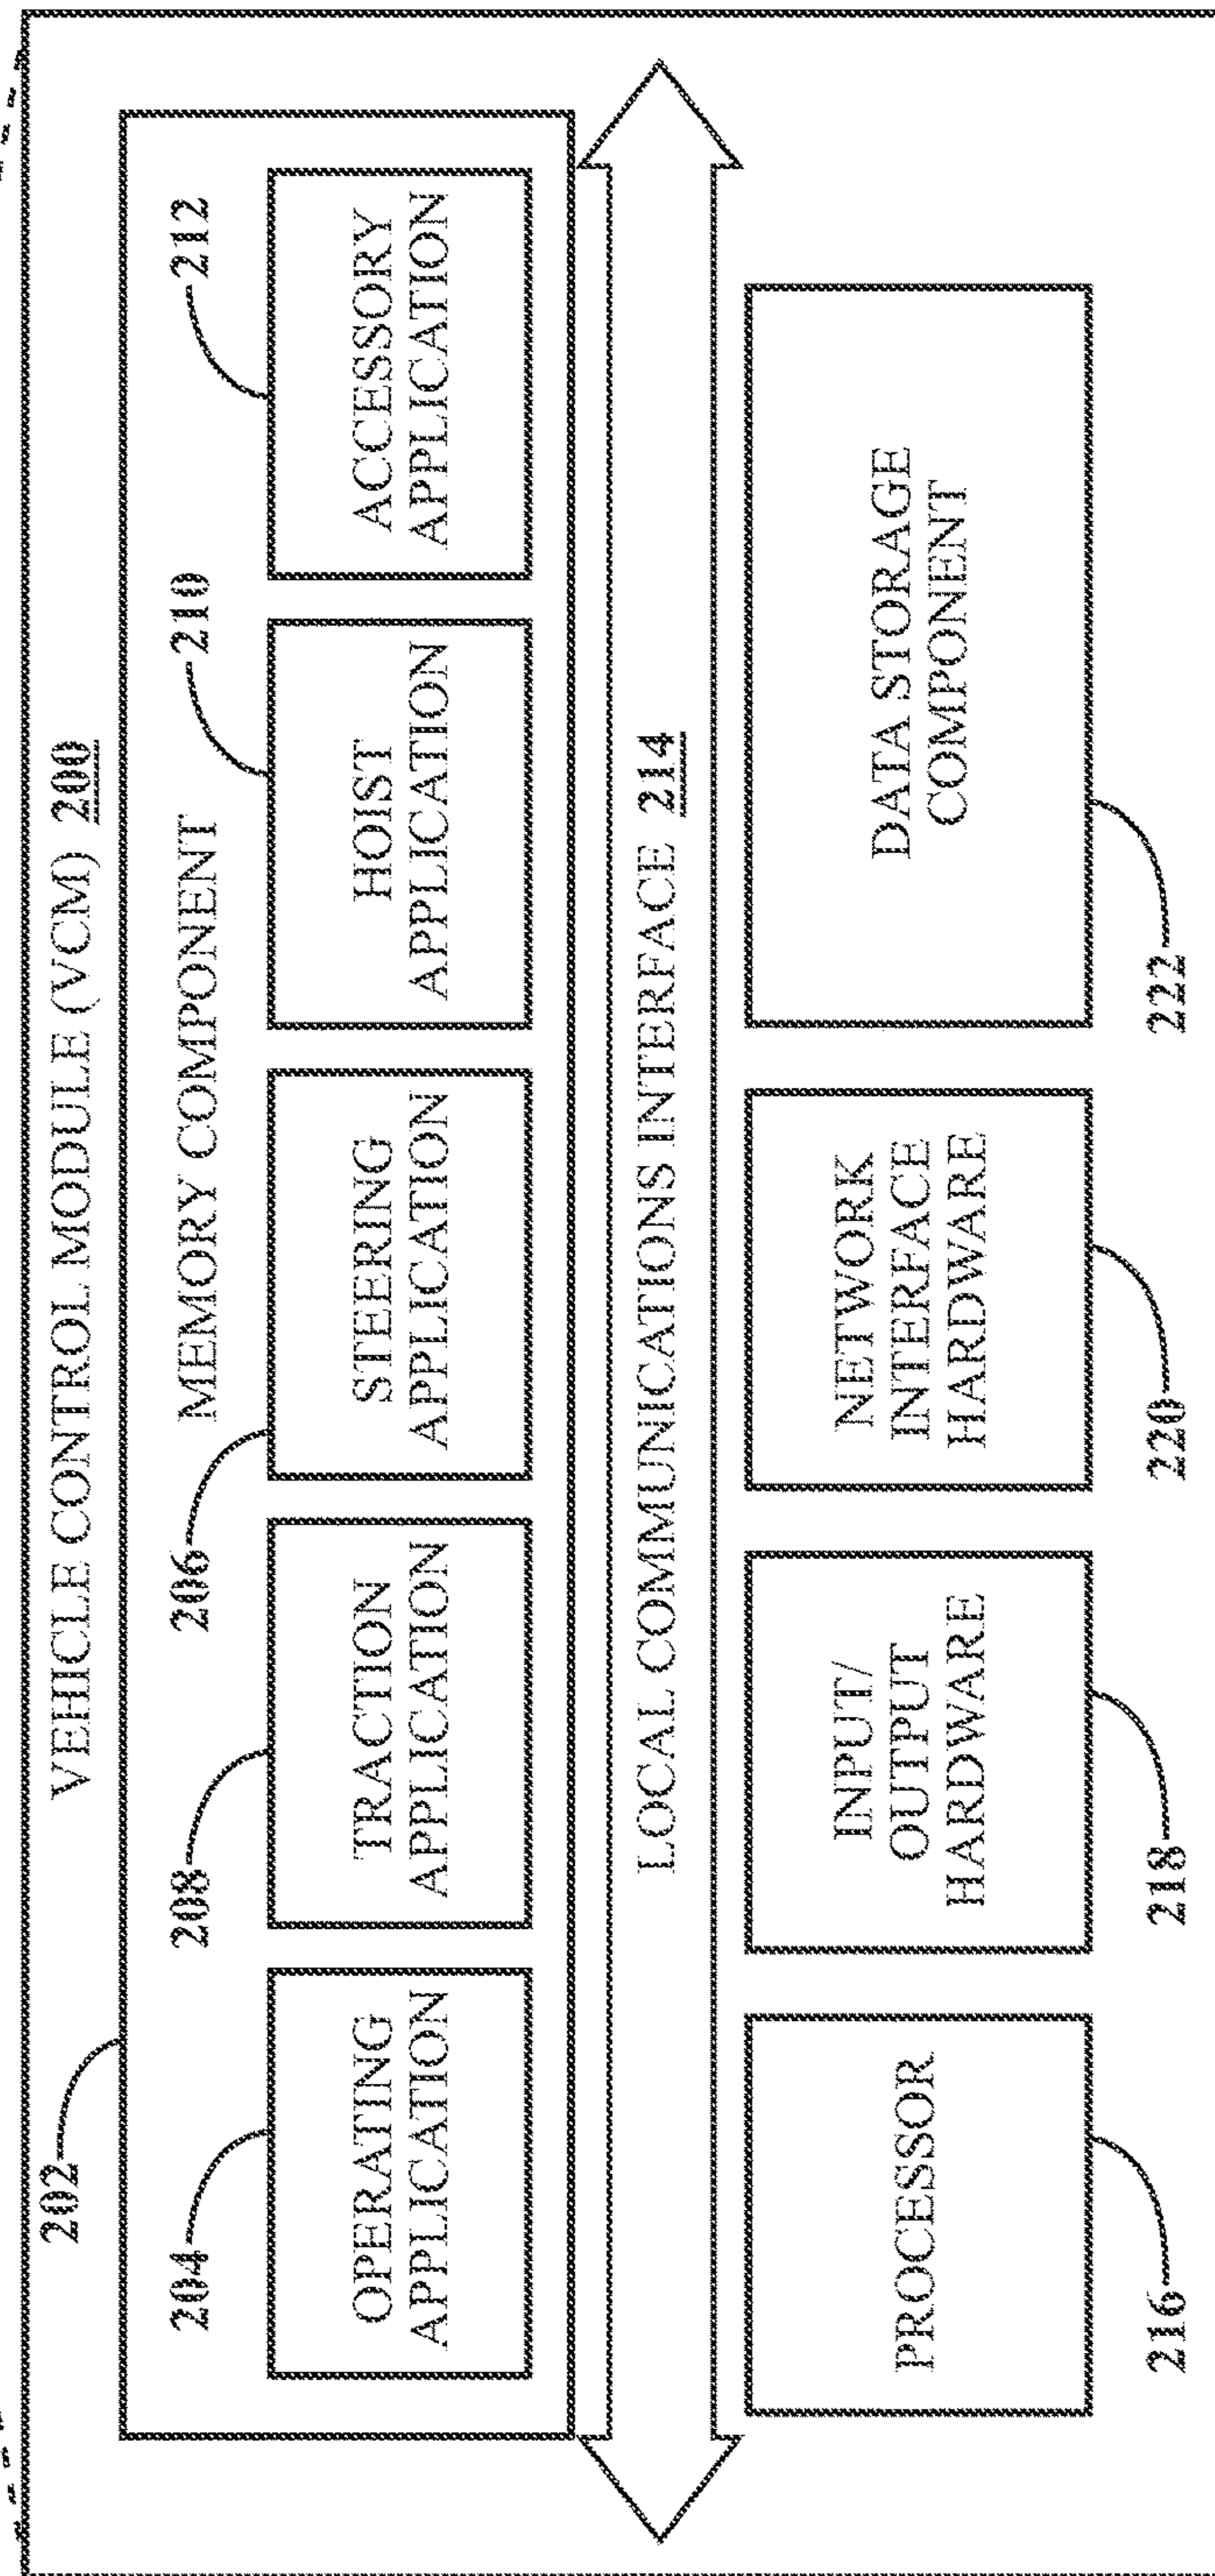 VEHICLE CONTROL MODULE (VCM) 200
202
MEMORY COMPONENT
204
208
206
210
212
OPERATING
APPLICATION
TRACTION
APPLICATION
STEERING
APPLICATION
HOIST
APPLICATION
ACCESSORY
APPLICATION
LOCAL COMMUNICATIONS INTERFACE 214
PROCESSOR
INPUT/
OUTPUT
HARDWARE
NETWORK
INTERFACE
HARDWARE
DATA STORAGE
COMPONENT
216
218
220
222